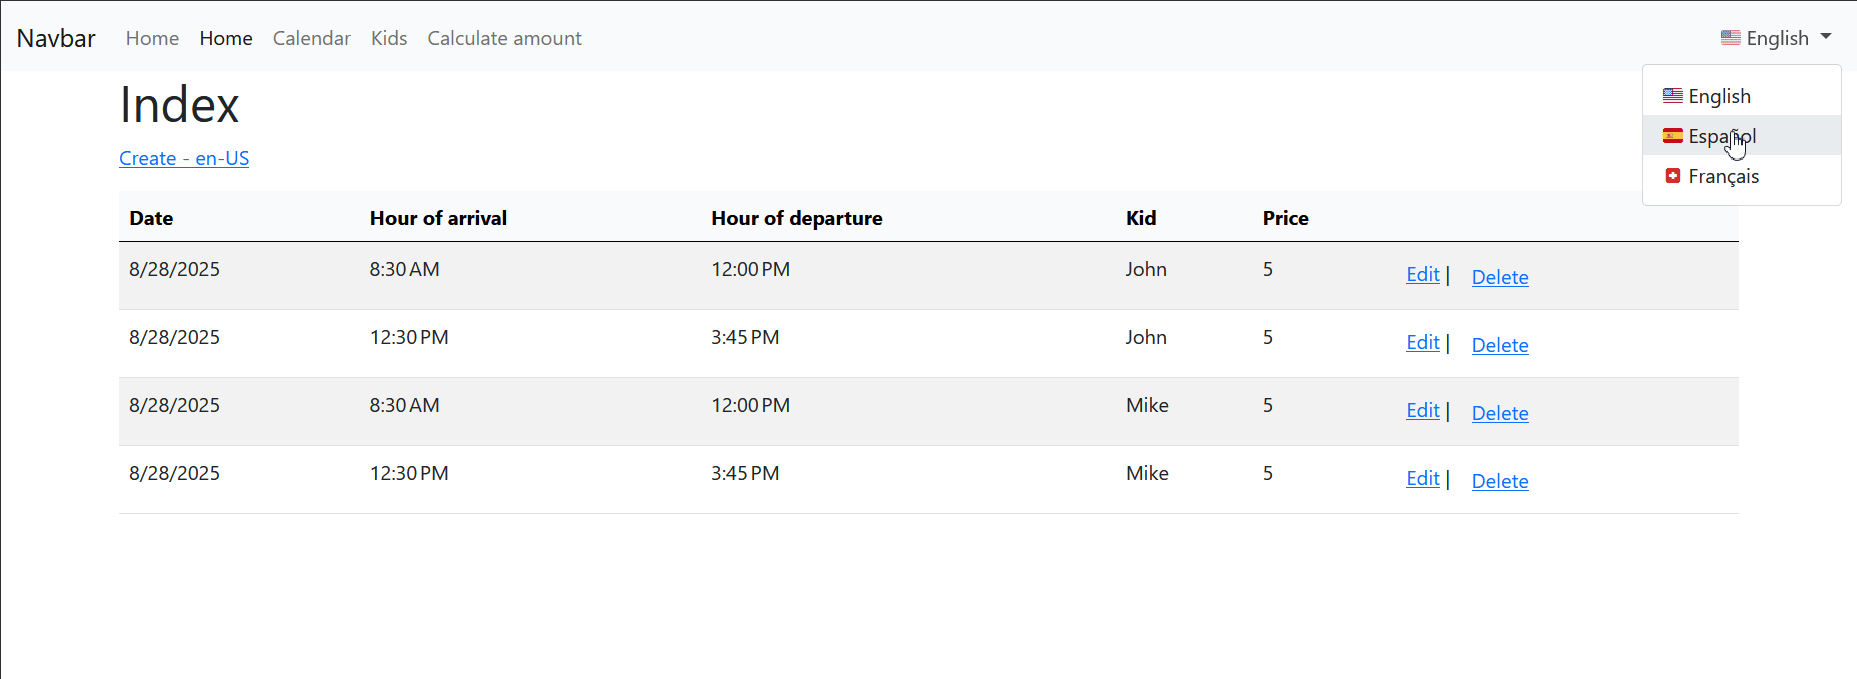 Navbar Home Home Calendar Kids Calculate amount English
English
Español
Français
Index
Create - en-US
Date Hour of arrival Hour of departure Kid Price
8/28/2025 8:30 AM 12:00 PM John 5 Edit | Delete
8/28/2025 12:30 PM 3:45 PM John 5 Edit | Delete
8/28/2025 8:30 AM 12:00 PM Mike 5 Edit | Delete
8/28/2025 12:30 PM 3:45 PM Mike 5 Edit | Delete